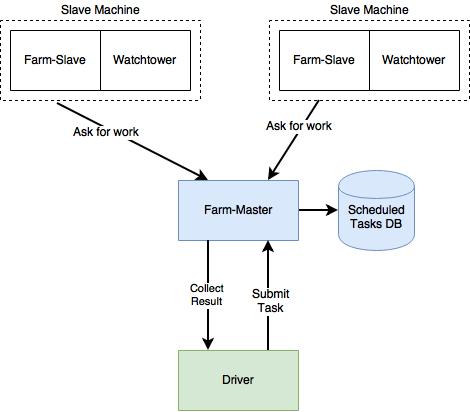 Slave Machine
Slave Machine
Farm-Slave
Watchtower
Farm-Slave
Watchtower
Ask for work
Ask for work
Farm-Master
Scheduled
Tasks DB
Collect
Result
Submit
Task
Driver